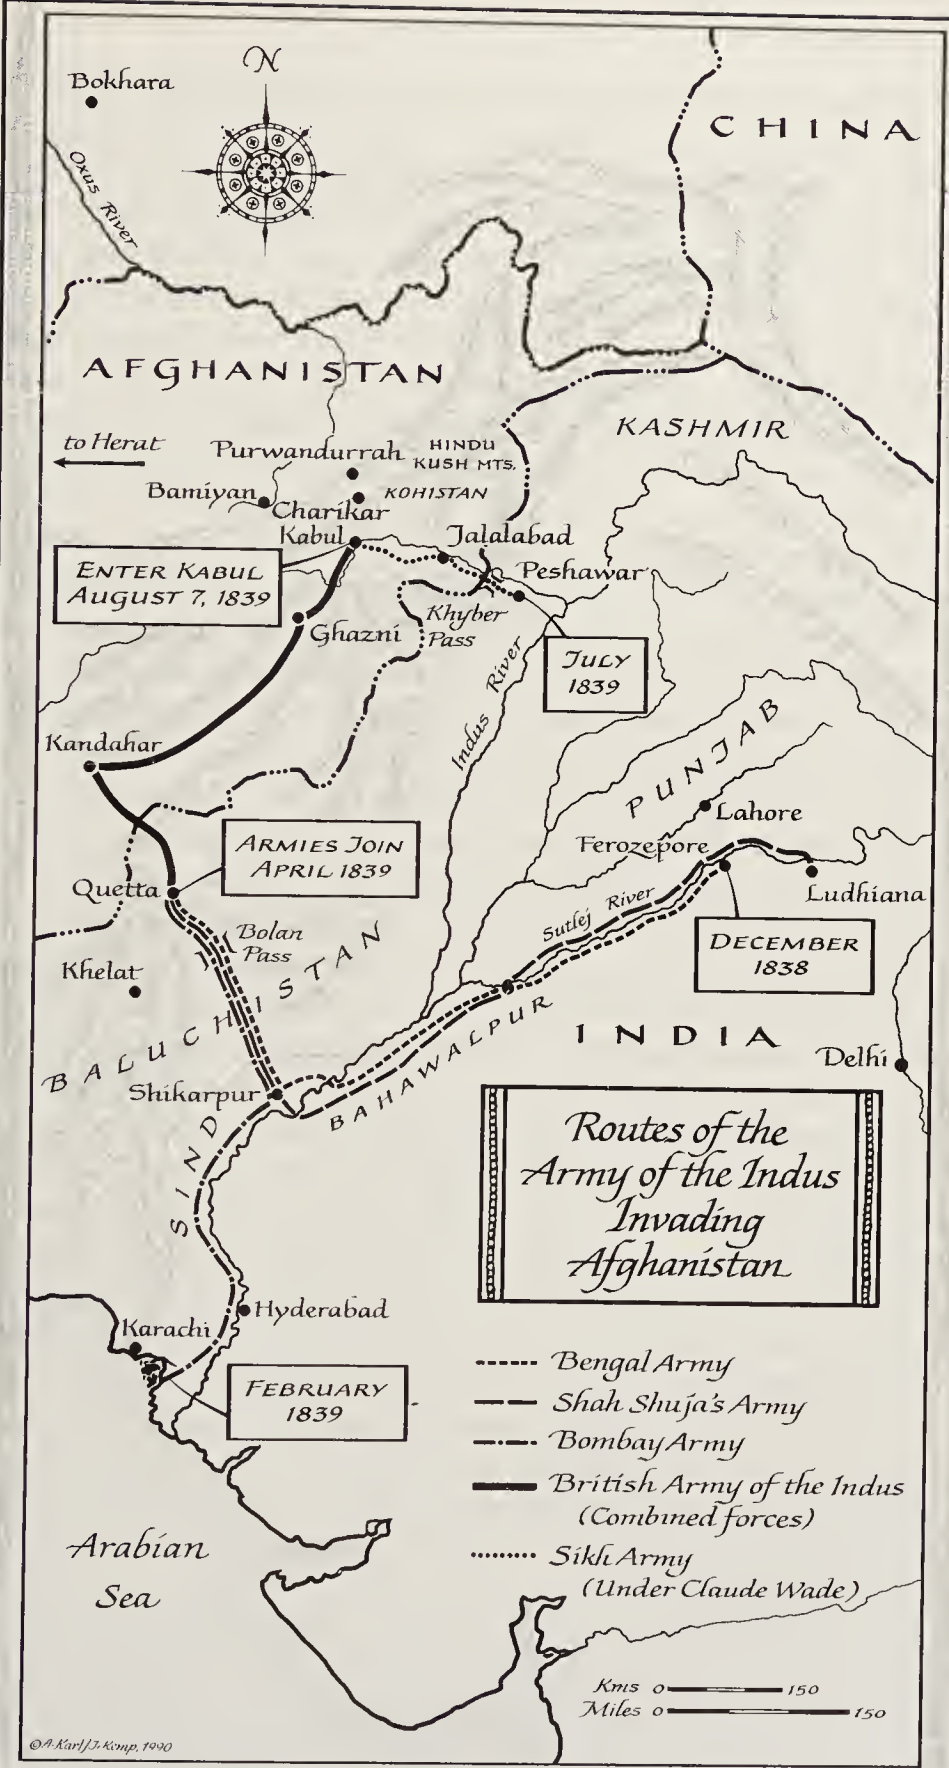 N
Bokhara
CHINA
Oxus River
AFGHANISTAN
KASHMIR
to Herat
Purwandurrah
HINDU
KUSH MTS.
Bamiyan
KOHISTAN
Charikar
Kabul
Jalalabad
ENTER KABUL
AUGUST 7, 1839
Peshawar
Khyber
Pass
Ghazni
JULY
1839
Indus River
PUNJAB
Kandahar
Lahore
ARMIES JOIN
APRIL 1839
Ferozepore
Quetta
Ludhiana
Sutlej River
Bolan
Pass
DECEMBER
1838
Khelat
BALUCHISTAN
INDIA
Delhi
BAHAWALPUR
Shikarpur
SIND
Routes of the
Army of the Indus
Invading
Afghanistan
Hyderabad
Karachi
FEBRUARY
1839
Bengal Army
Shah Shuja's Army
Bombay Army
British Army of the Indus
(Combined forces)
Sikh Army
(Under Claude Wade)
Arabian
Sea
Kms 0 150
Miles 0 150
© A. Karl/J. Kemp, 1990